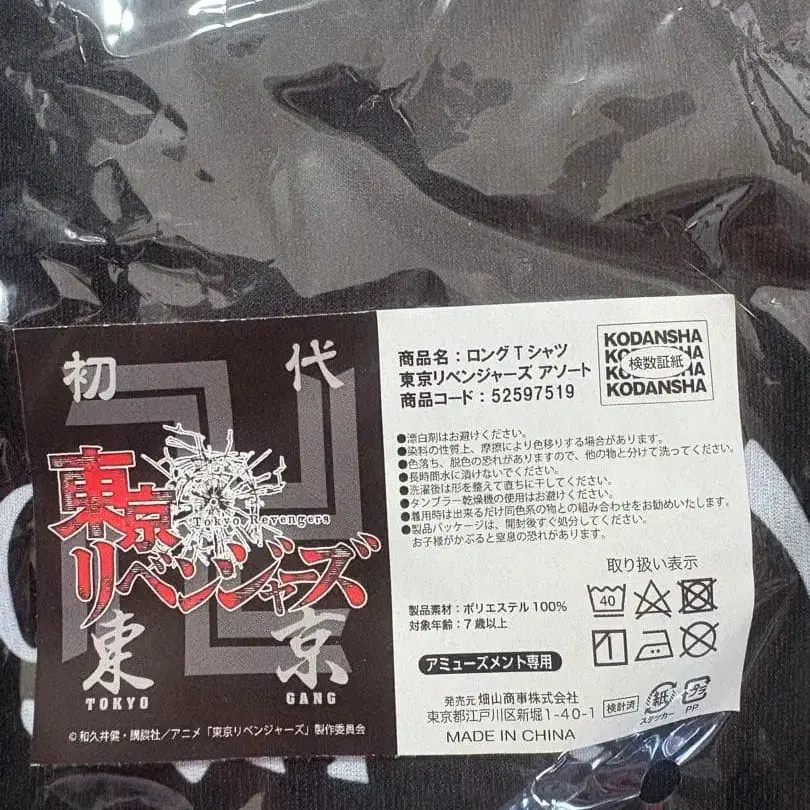 初代
東京
リベンジャーズ
Tokyo Revengers
東京
TOKYO GANG
©和久井健・講談社／アニメ「東京リベンジャーズ」製作委員会
商品名：ロングTシャツ
東京リベンジャーズ アソート
商品コード：52597519
KODANSHA
検数証紙
KODANSHA
●漂白剤はお避けください。
●染料の性質上、摩擦により色移りする場合があります。
●色落ち、脱色の恐れがありますので、他の物と分けて洗ってください。
●長時間水に漬けないでください。
●洗濯後は形を整えて直ちに干してください。
●タンブラー乾燥機の使用はお避けください。
●着用時は出来るだけ同色系の物との組み合わせをお勧めいたします。
●製品パッケージは、開封後すぐ処分してください。
お子様がかぶると窒息の恐れがあります。
取り扱い表示
40
製品素材：ポリエステル100%
対象年齢：7歳以上
アミューズメント専用
発売元 畑山商事株式会社
東京都江戸川区新堀1-40-1
MADE IN CHINA
検針済
紙
ステッカー
プラ
PP